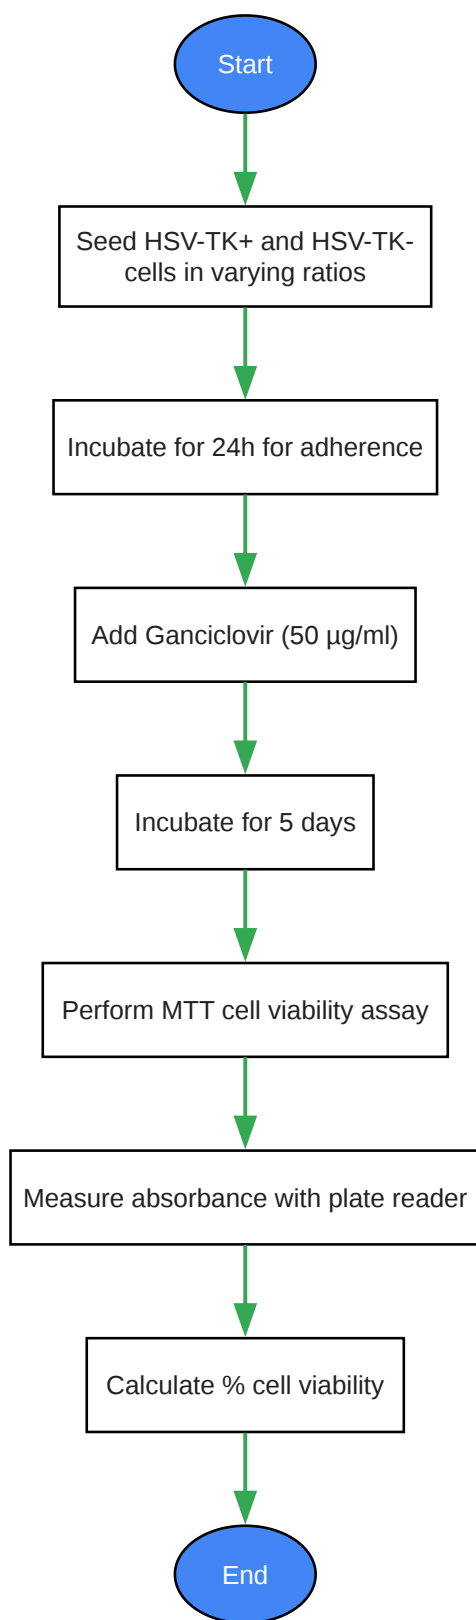 Start
Seed HSV-TK+ and HSV-TK-
cells in varying ratios
Incubate for 24h for adherence
Add Ganciclovir (50 µg/ml)
Incubate for 5 days
Perform MTT cell viability assay
Measure absorbance with plate reader
Calculate % cell viability
End